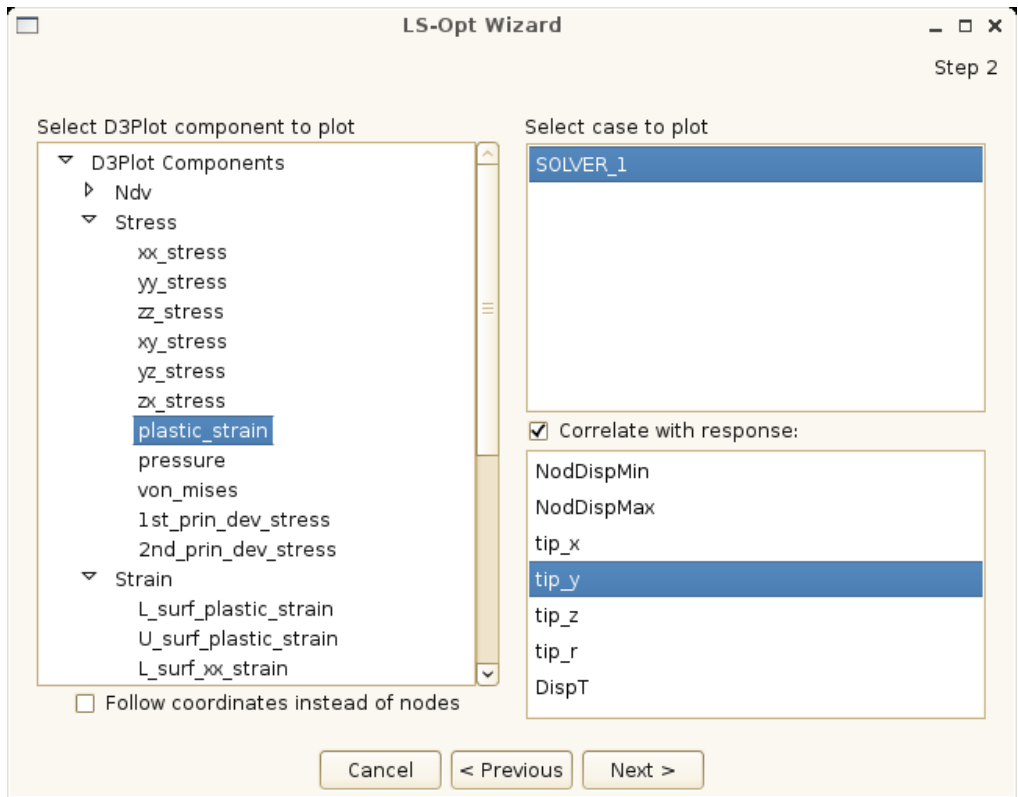 LS-Opt Wizard
Step 2
Select D3Plot component to plot
D3Plot Components
Ndv
Stress
xx_stress
yy_stress
zz_stress
xy_stress
yz_stress
zx_stress
plastic_strain
pressure
von_mises
1st_prin_dev_stress
2nd_prin_dev_stress
Strain
L_surf_plastic_strain
U_surf_plastic_strain
L_surf_xx_strain
Follow coordinates instead of nodes
Select case to plot
SOLVER_1
Correlate with response:
NodDispMin
NodDispMax
tip_x
tip_y
tip_z
tip_r
DispT
Cancel
< Previous
Next >